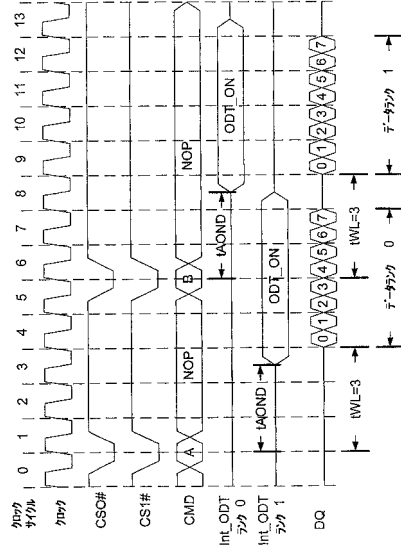 クロック
サイクル 0 1 2 3 4 5 6 7 8 9 10 11 12 13
クロック
CS0#
CS1#
CMD A NOP B NOP
Int_ODT
ランク 0 tAOND ODT_ON
Int_ODT
ランク 1 tAOND ODT_ON
DQ 0 1 2 3 4 5 6 7 0 1 2 3 4 5 6 7
tWL=3 tWL=3
データランク 0 データランク 1